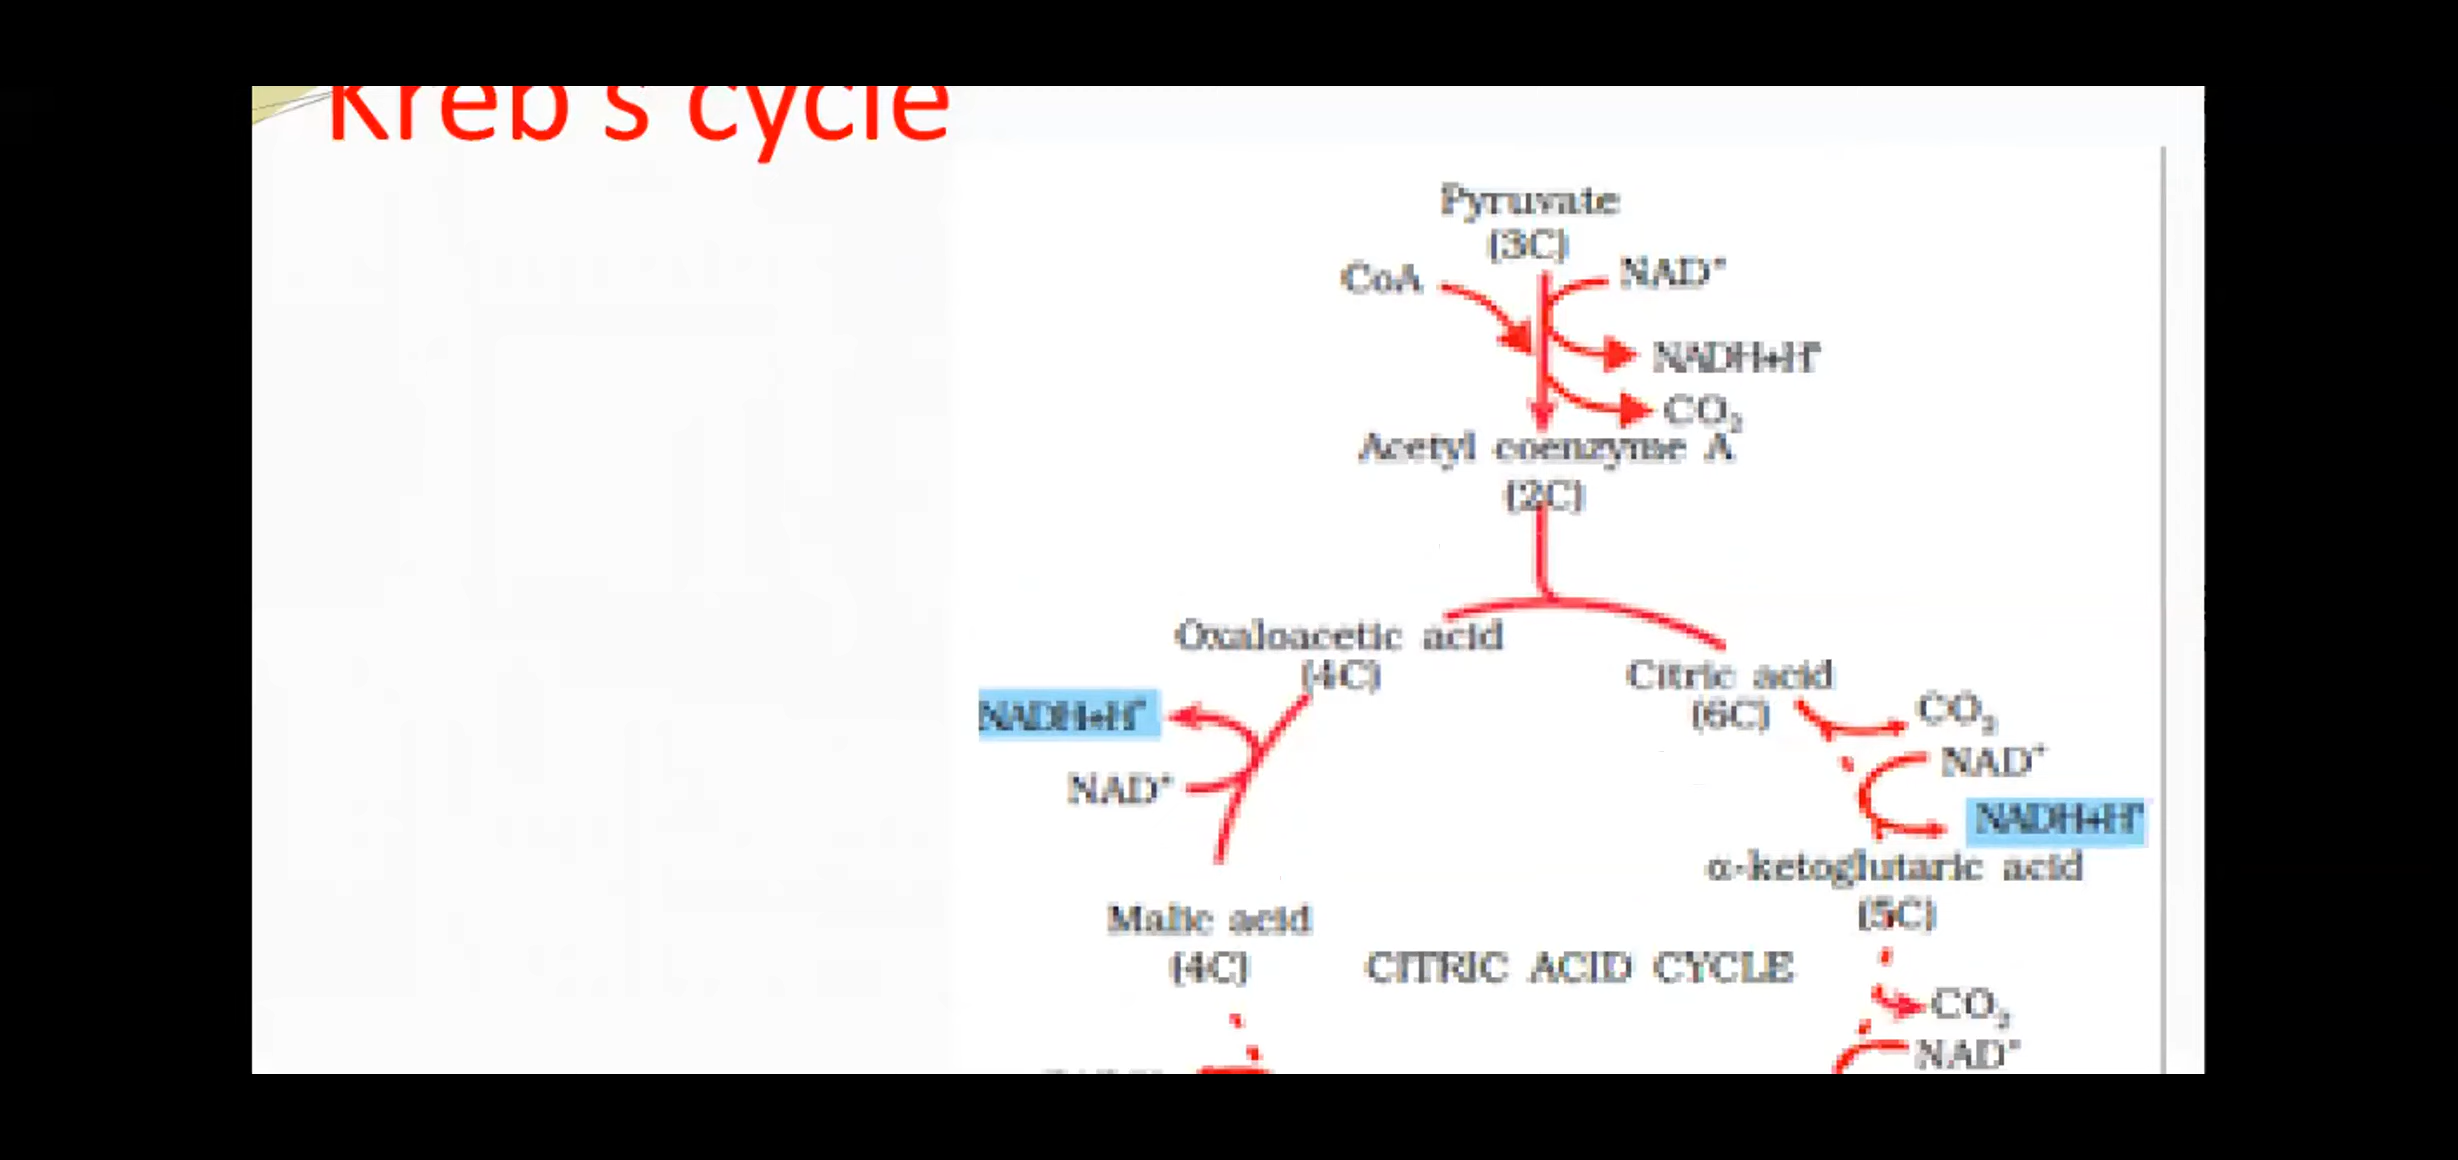 Kreb's cycle
Pyruvate
(3C)
CoA
NAD⁺
NADH+H⁺
CO₂
Acetyl coenzyme A
(2C)
Oxaloacetic acid
(4C)
Citric acid
(6C)
NADH+H⁺
CO₂
NAD⁺
NAD⁺
NADH+H⁺
α-ketoglutaric acid
(5C)
Malic acid
(4C)
CITRIC ACID CYCLE
CO₂
NAD⁺